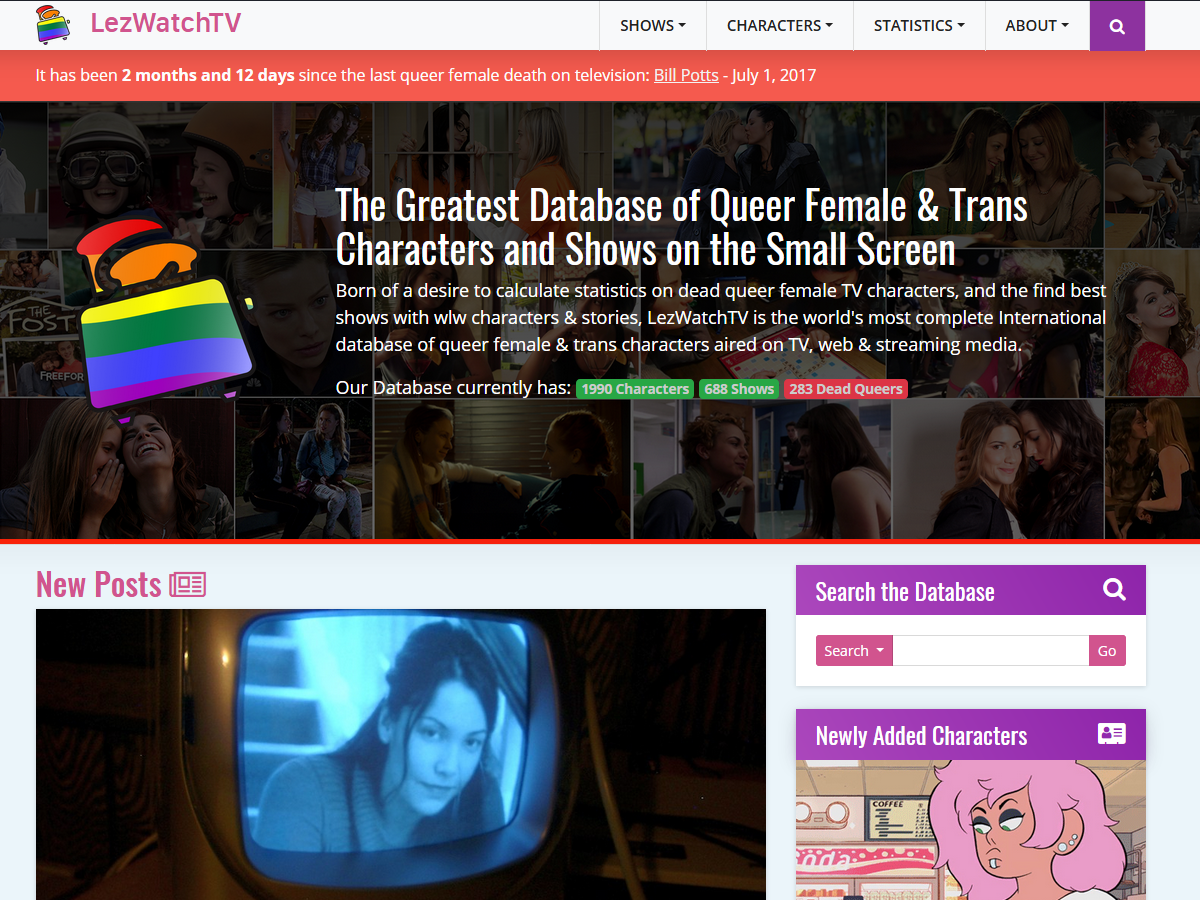 LezWatchTV
SHOWS
CHARACTERS
STATISTICS
ABOUT
It has been 2 months and 12 days since the last queer female death on television: Bill Potts - July 1, 2017
The Greatest Database of Queer Female & Trans
Characters and Shows on the Small Screen
Born of a desire to calculate statistics on dead queer female TV characters, and the find best
shows with wlw characters & stories, LezWatchTV is the world's most complete International
database of queer female & trans characters aired on TV, web & streaming media.
Our Database currently has: 1990 Characters 688 Shows 283 Dead Queers
THE
FOST
FREEFOR
New Posts
Search the Database
Search
Go
Newly Added Characters
COFFEE